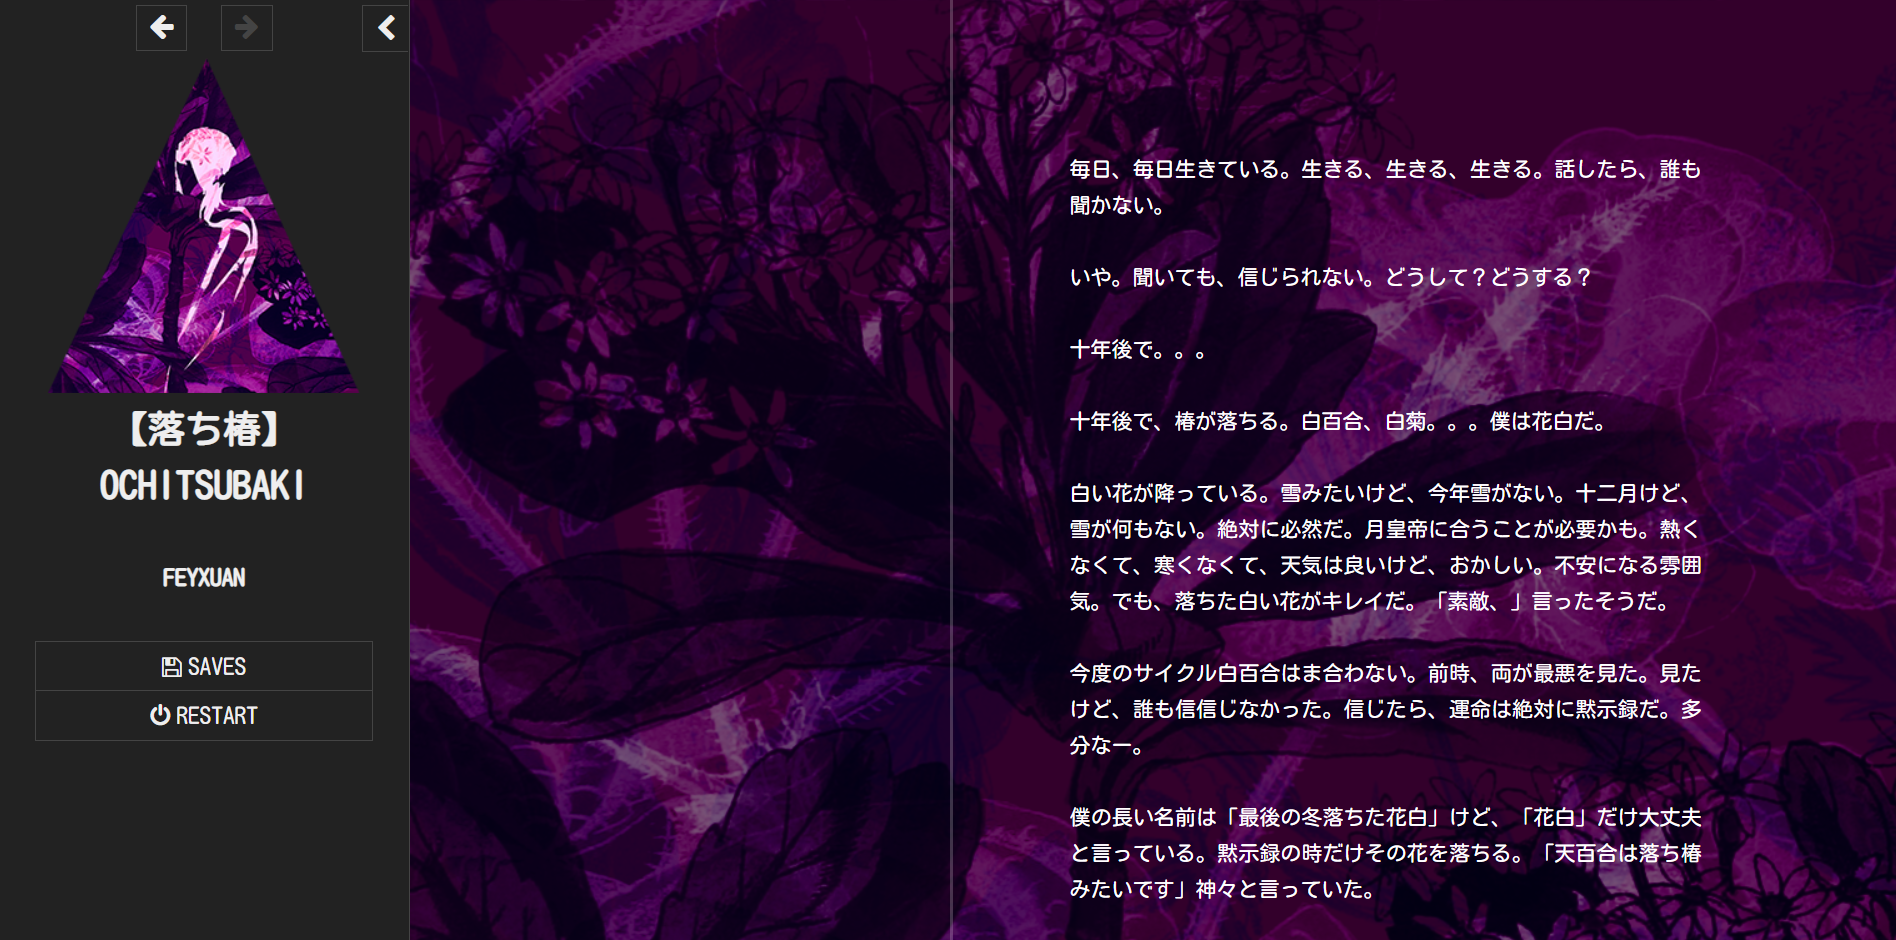 【落ち椿】
OCHITSUBAKI
FEYXUAN
SAVES
RESTART
毎日、毎日生きている。生きる、生きる、生きる。話したら、誰も
聞かない。
いや。聞いても、信じられない。どうして？どうする？
十年後で。。。
十年後で、椿が落ちる。白百合、白菊。。。僕は花白だ。
白い花が降っている。雪みたいけど、今年雪がない。十二月けど、
雪が何もない。絶対に必然だ。月皇帝に合うことが必要かも。熱く
なくて、寒くなくて、天気は良いけど、おかしい。不安になる雰囲
気。でも、落ちた白い花がキレイだ。「素敵、」言ったそうだ。
今度のサイクル白百合はま合わない。前時、両が最悪を見た。見た
けど、誰も信信じなかった。信じたら、運命は絶対に黙示録だ。多
分なー。
僕の長い名前は「最後の冬落ちた花白」けど、「花白」だけ大丈夫
と言っている。黙示録の時だけその花を落ちる。「天百合は落ち椿
みたいです」神々と言っていた。